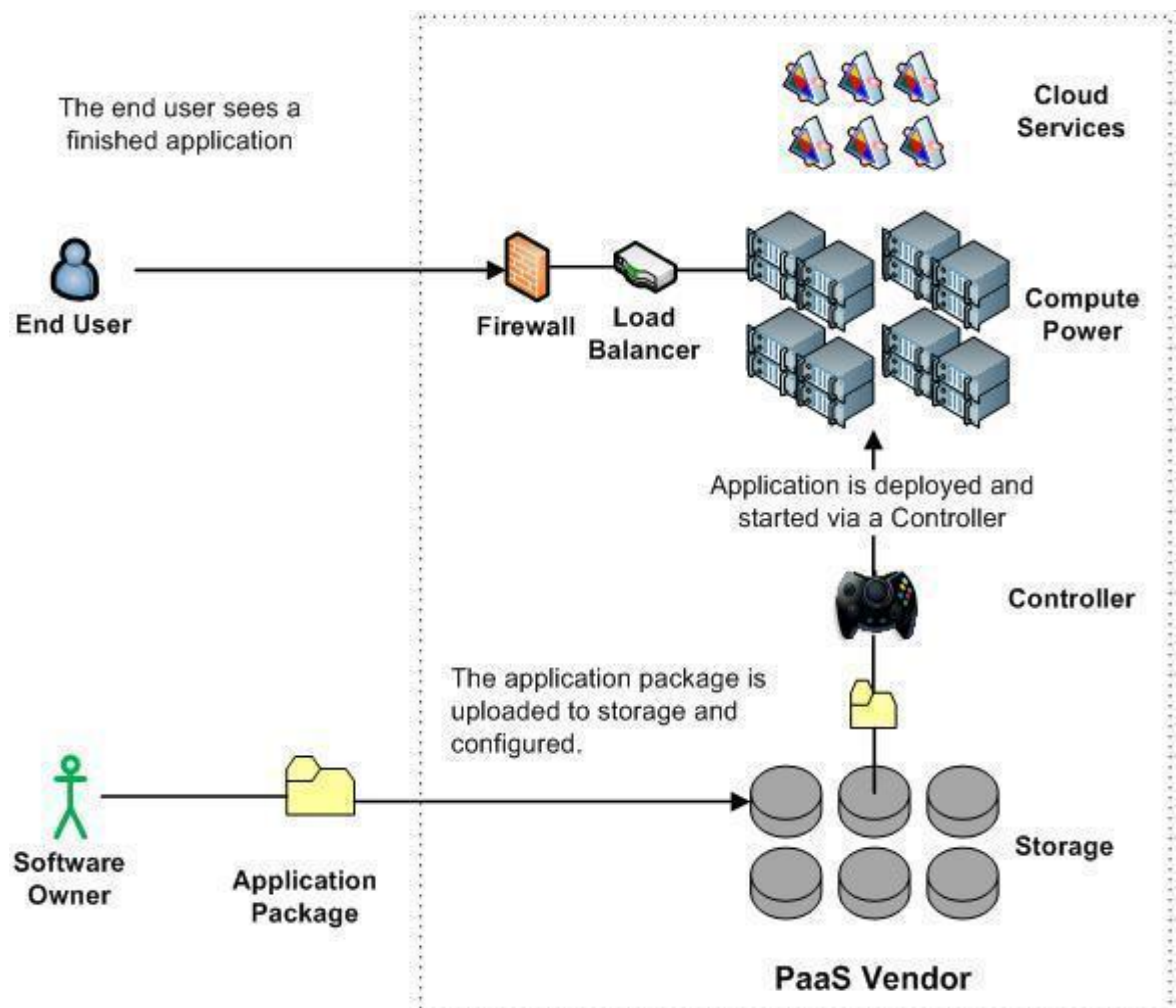 Cloud
Services
The end user sees a
finished application
End User
Firewall
Load
Balancer
Compute
Power
Application is deployed and
started via a Controller
Controller
The application package is
uploaded to storage and
configured.
Software
Owner
Application
Package
Storage
PaaS Vendor